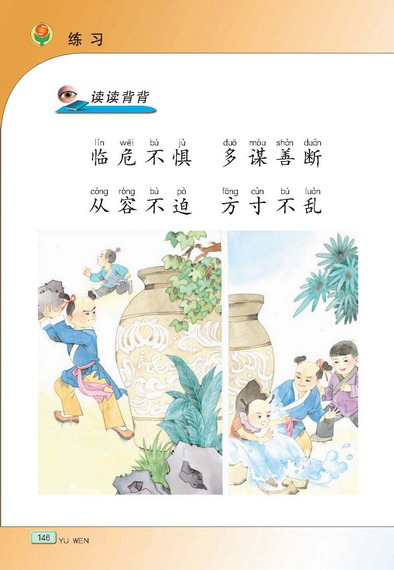 练习
读读背背
lín wēi bú jù duō móu shàn duàn
临危不惧 多谋善断
cóng róng bú pò fāng cùn bú luàn
从容不迫 方寸不乱
146 YU WEN